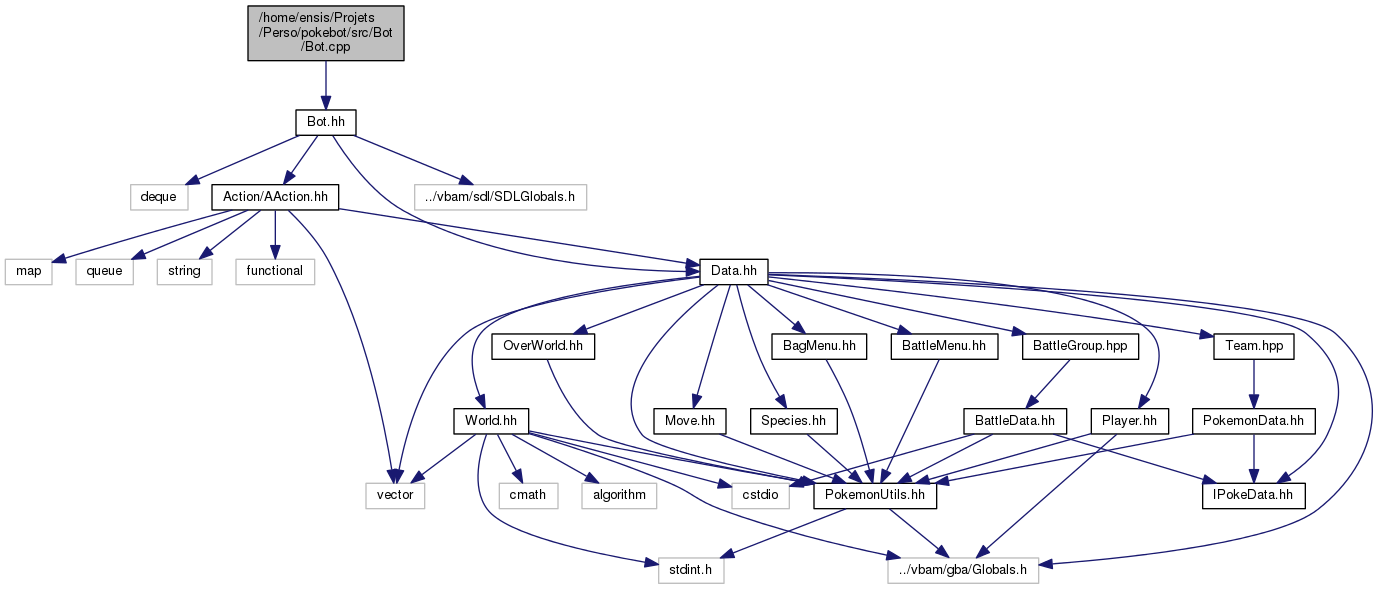 /home/ensis/Projets
/Perso/pokebot/src/Bot
/Bot.cpp
Bot.hh
deque
Action/AAction.hh
../vbam/sdl/SDLGlobals.h
map
queue
string
functional
Data.hh
OverWorld.hh
BagMenu.hh
BattleMenu.hh
BattleGroup.hpp
Team.hpp
World.hh
Move.hh
Species.hh
BattleData.hh
Player.hh
PokemonData.hh
vector
cmath
algorithm
cstdio
PokemonUtils.hh
IPokeData.hh
stdint.h
../vbam/gba/Globals.h